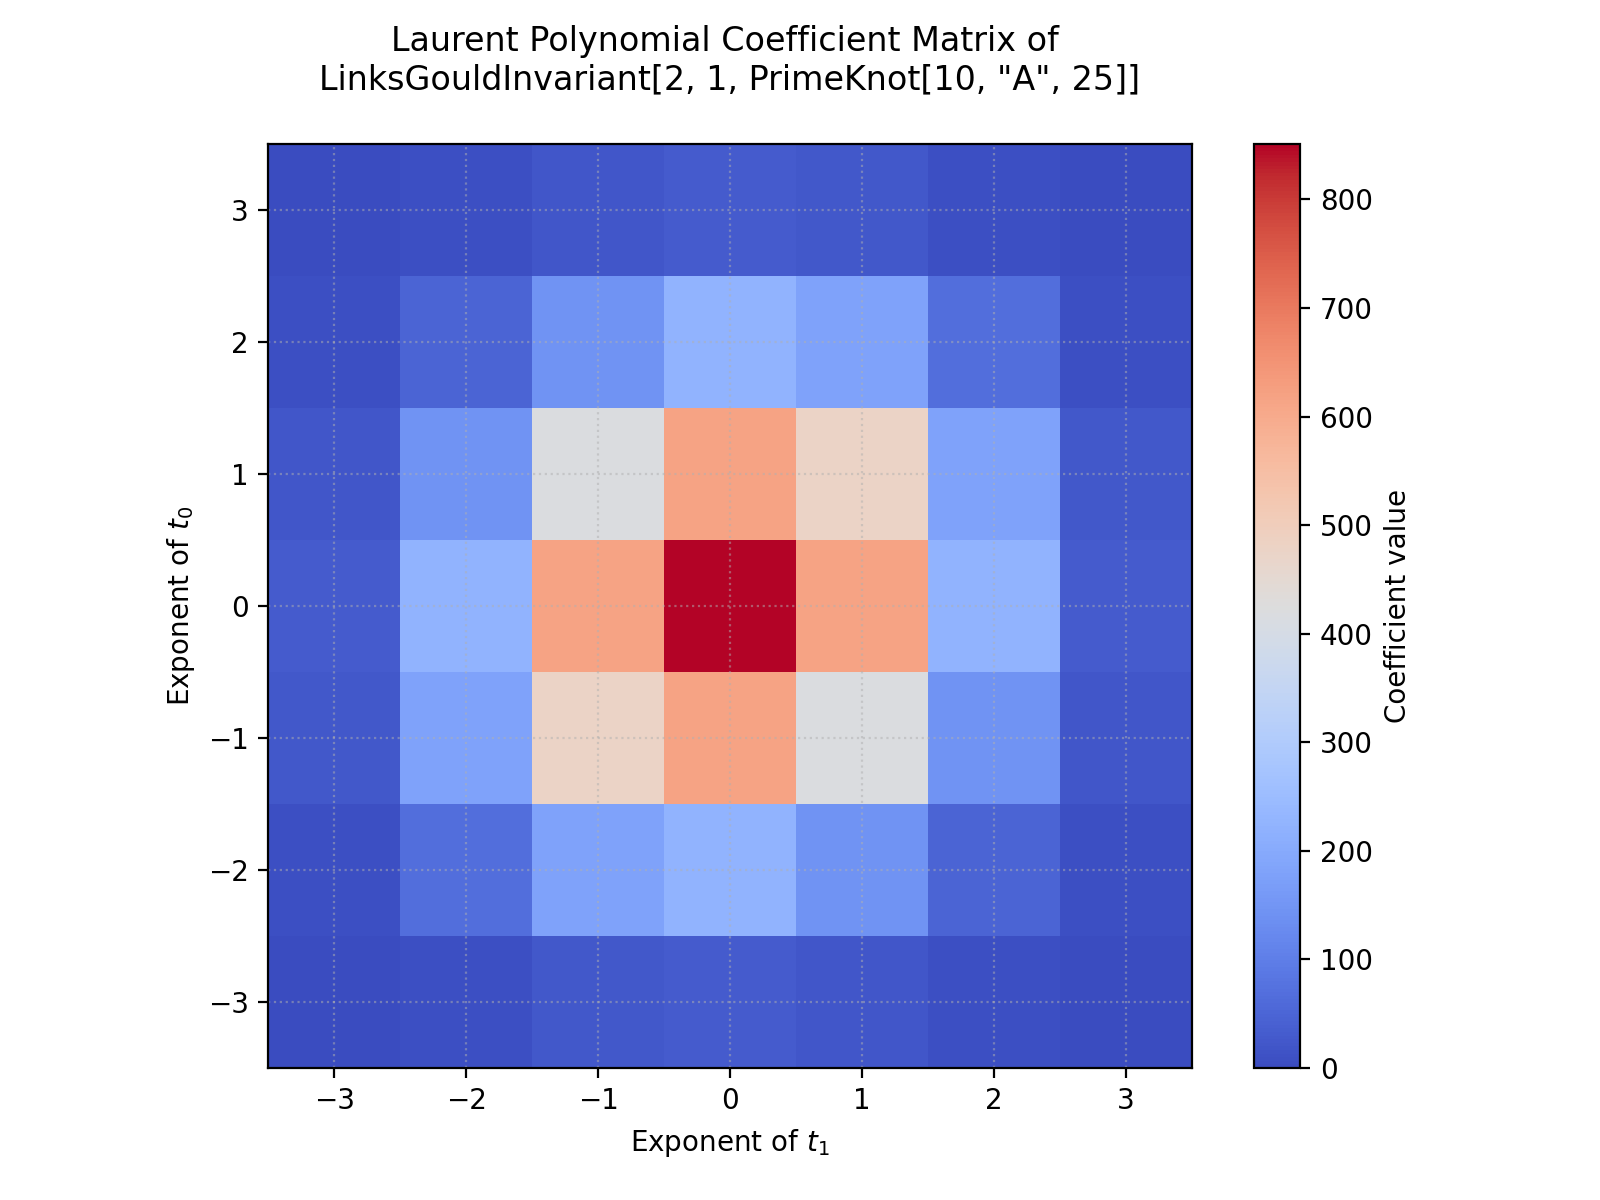 Laurent Polynomial Coefficient Matrix of
LinksGouldInvariant[2, 1, PrimeKnot[10, "A", 25]]
3
2
1
0
−1
−2
−3
Exponent of t₀
−3 −2 −1 0 1 2 3
Exponent of t₁
800
700
600
500
400
300
200
100
0
Coefficient value